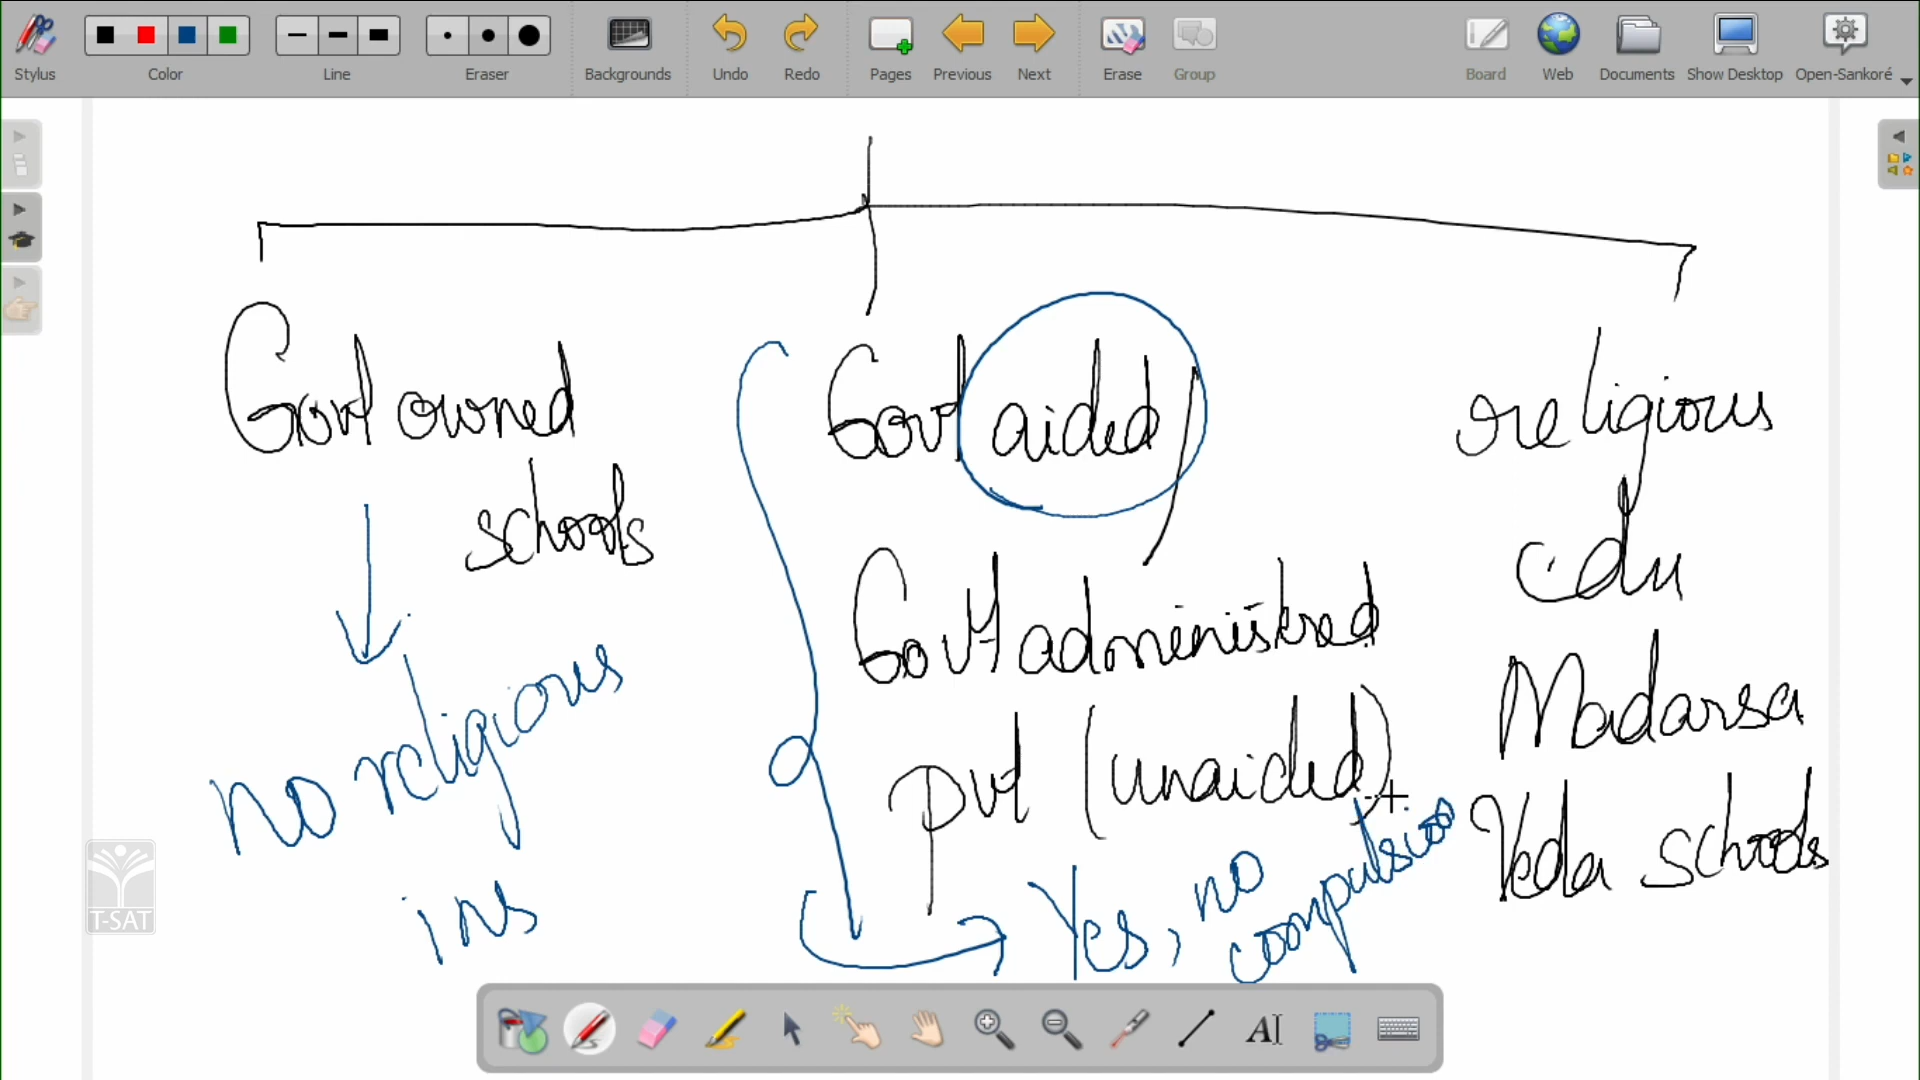 Stylus
Color
Line
Eraser
Backgrounds
Undo
Redo
Pages
Previous
Next
Erase
Group
Board
Web
Documents
Show Desktop
Open-Sankoré
Govt owned
schools
no religious
ins
Govt aided/
Govt administred
pvt (unaided)
Yes, no
compulsion
religious
edu
Madarsa
Veda schools
T-SAT
AI